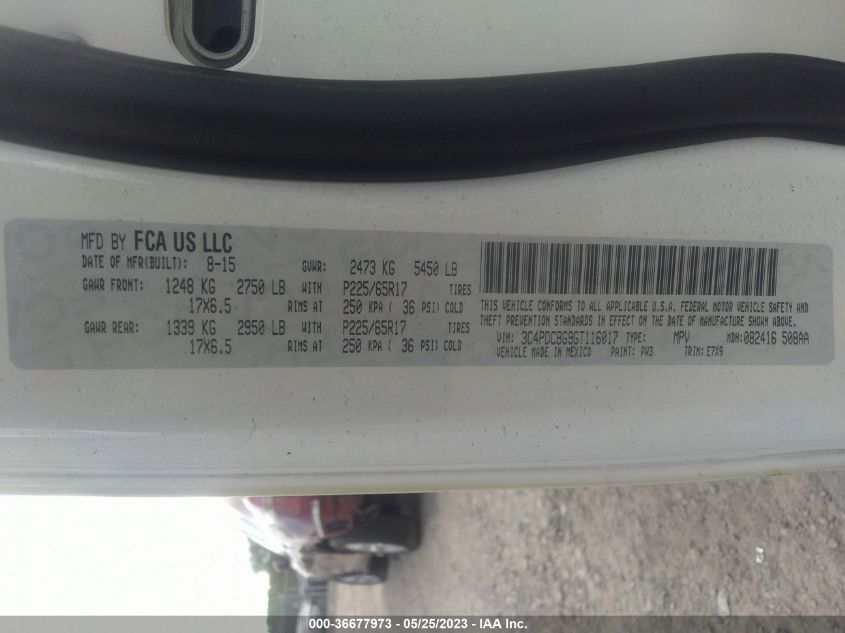 MFD BY FCA US LLC
DATE OF MFR(BUILT): 8-15 GVWR: 2473 KG 5450 LB
GAWR FRONT: 1248 KG 2750 LB WITH P225/65R17 TIRES
17X6.5 RIMS AT 250 KPA ( 36 PSI) COLD
GAWR REAR: 1339 KG 2950 LB WITH P225/65R17 TIRES
17X6.5 RIMS AT 250 KPA ( 36 PSI) COLD
THIS VEHICLE CONFORMS TO ALL APPLICABLE U.S.A. FEDERAL MOTOR VEHICLE SAFETY AND
THEFT PREVENTION STANDARDS IN EFFECT ON THE DATE OF MANUFACTURE SHOWN ABOVE.
VIN: 3C4PDCBG9GT116017 TYPE: MPV MDH:082416 508AA
VEHICLE MADE IN MEXICO PAINT: PW3 TRIM: E7X9
000-36677973 - 05/25/2023 - IAA Inc.